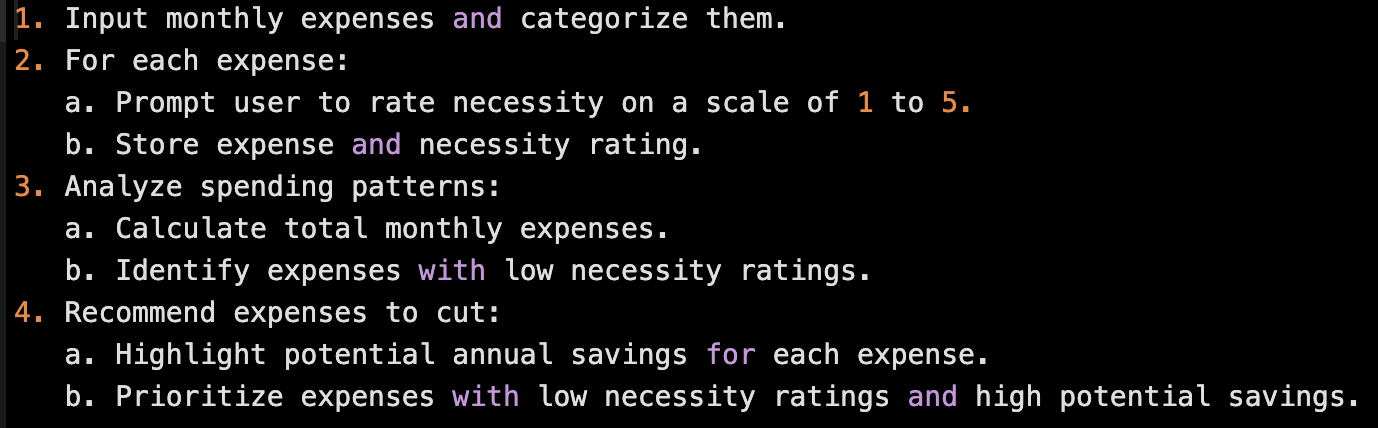 1. Input monthly expenses and categorize them.
2. For each expense:
   a. Prompt user to rate necessity on a scale of 1 to 5.
   b. Store expense and necessity rating.
3. Analyze spending patterns:
   a. Calculate total monthly expenses.
   b. Identify expenses with low necessity ratings.
4. Recommend expenses to cut:
   a. Highlight potential annual savings for each expense.
   b. Prioritize expenses with low necessity ratings and high potential savings.